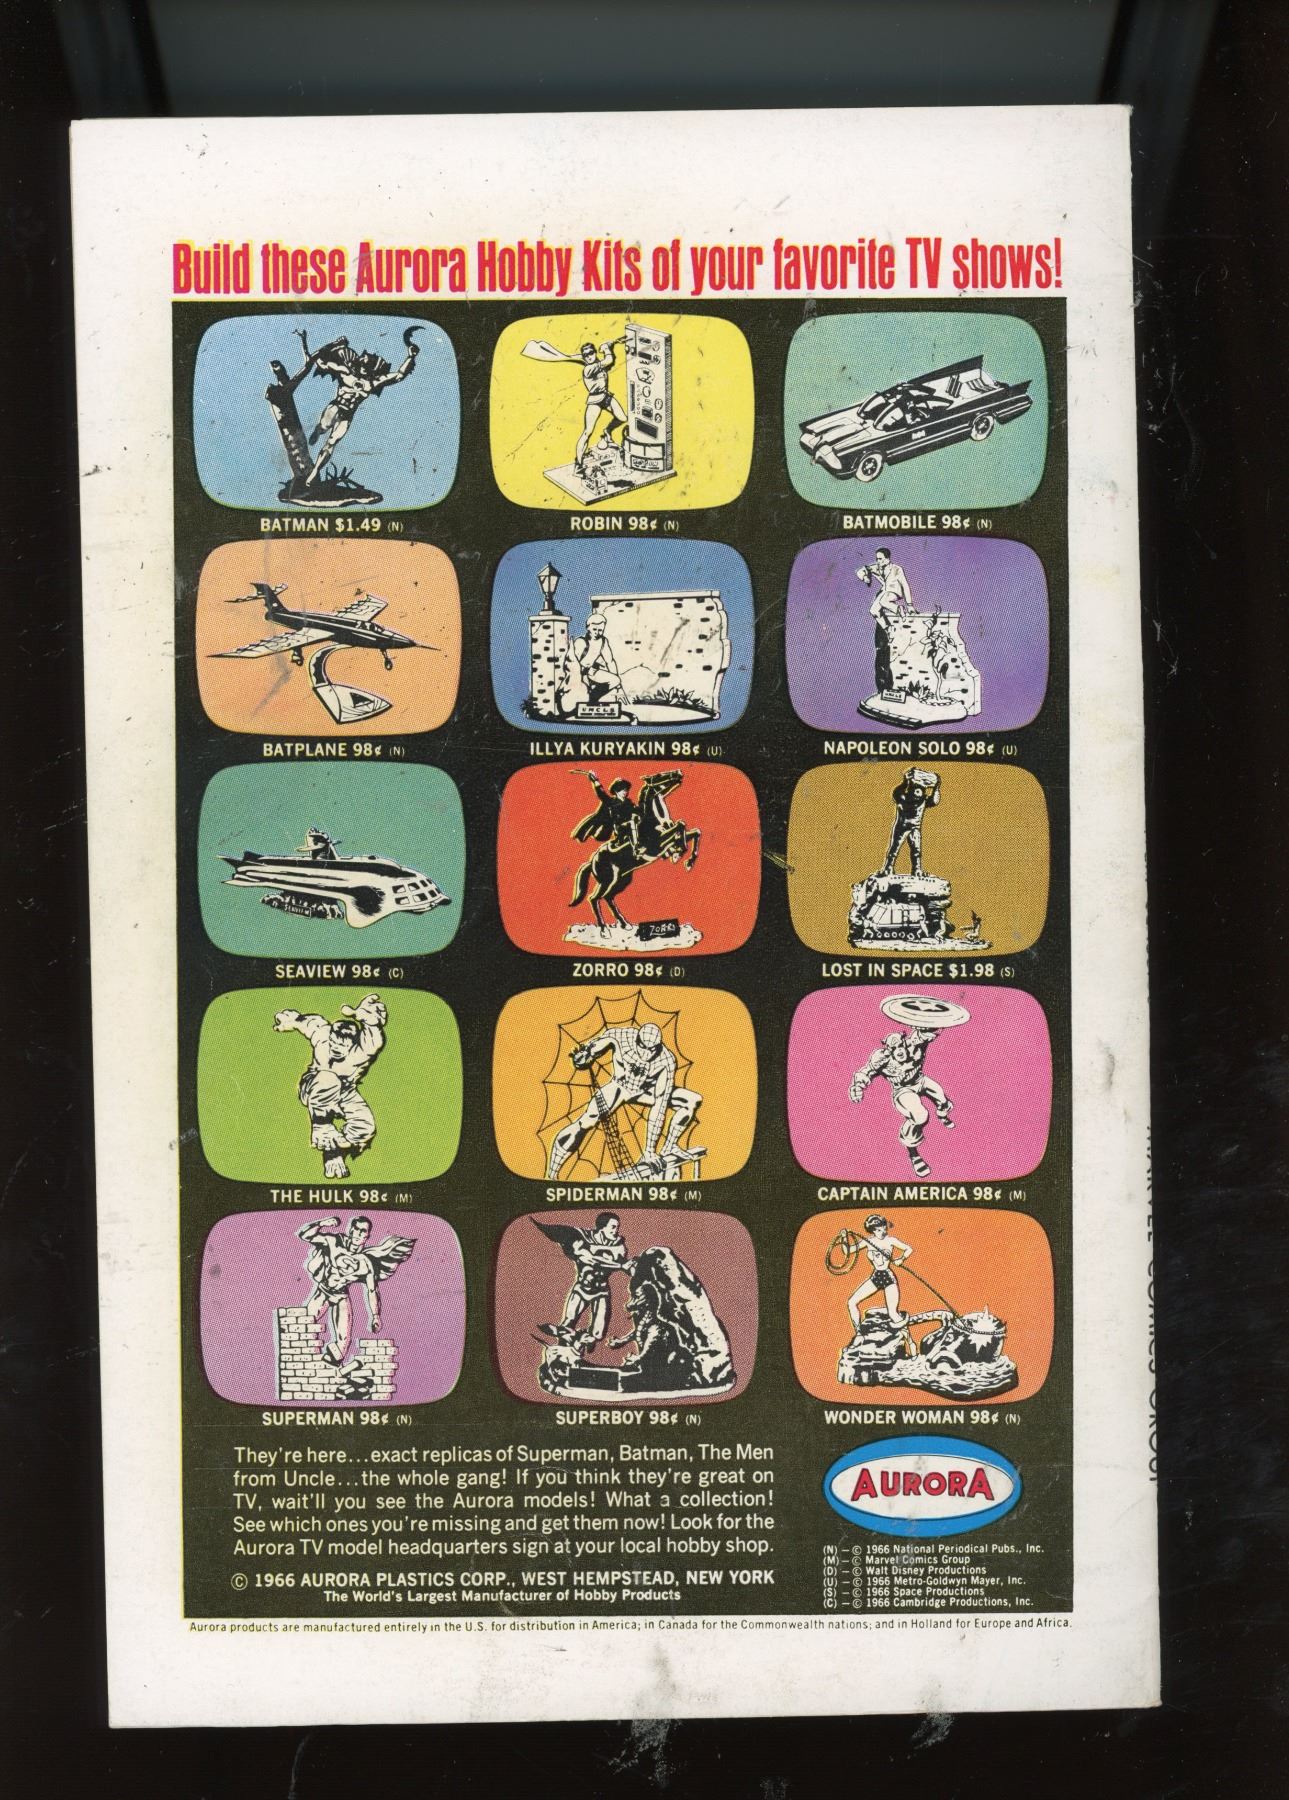 Build these Aurora Hobby Kits of your favorite TV shows!
BATMAN $1.49 (N)
ROBIN 98¢ (N)
BATMOBILE 98¢ (N)
BATPLANE 98¢ (N)
UNCLE
ILLYA KURYAKIN 98¢ (U)
UNCLE
NAPOLEON SOLO 98¢ (U)
SEAVIEW
SEAVIEW 98¢ (C)
ZORRO
ZORRO 98¢ (D)
LOST IN SPACE $1.98 (S)
THE HULK 98¢ (M)
SPIDERMAN 98¢ (M)
CAPTAIN AMERICA 98¢ (M)
SUPERMAN 98¢ (N)
SUPERBOY 98¢ (N)
WONDER WOMAN 98¢ (N)
They're here...exact replicas of Superman, Batman, The Men
from Uncle...the whole gang! If you think they're great on
TV, wait'll you see the Aurora models! What a collection!
See which ones you're missing and get them now! Look for the
Aurora TV model headquarters sign at your local hobby shop.
© 1966 AURORA PLASTICS CORP., WEST HEMPSTEAD, NEW YORK
The World's Largest Manufacturer of Hobby Products
AURORA
(N) – © 1966 National Periodical Pubs., Inc.
(M) – © Marvel Comics Group
(D) – © Walt Disney Productions
(U) – © 1966 Metro-Goldwyn Mayer, Inc.
(S) – © 1966 Space Productions
(C) – © 1966 Cambridge Productions, Inc.
Aurora products are manufactured entirely in the U.S. for distribution in America; in Canada for the Commonwealth nations; and in Holland for Europe and Africa.
MARVEL COMICS GROUP